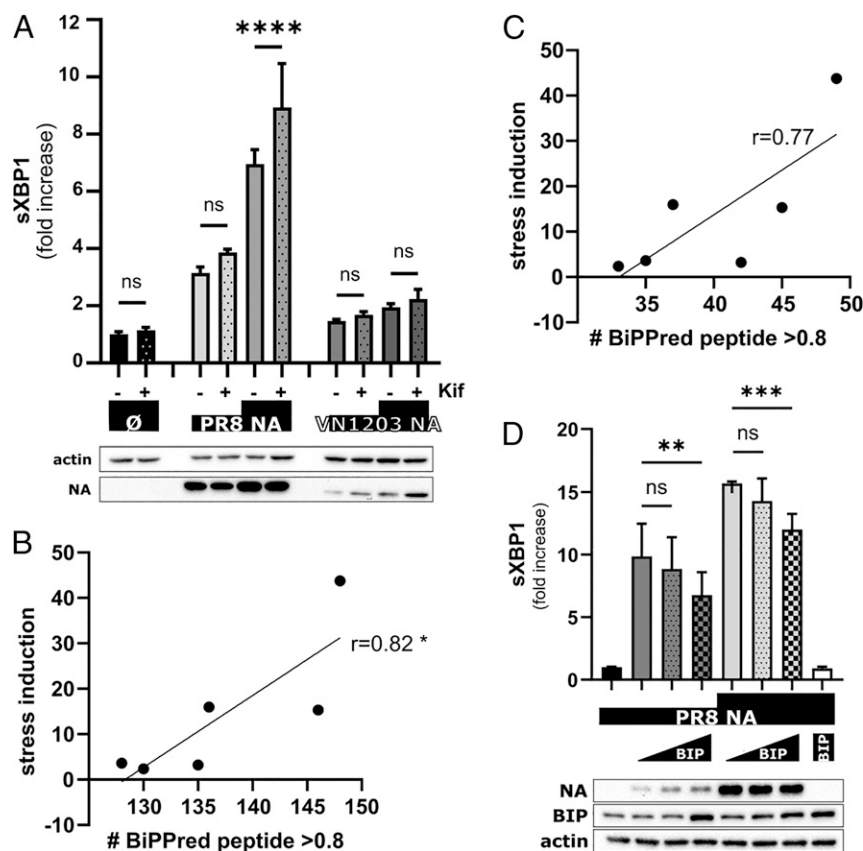 A
sXBP1
(fold increase)
12
10
8
6
4
2
0
ns
ns
****
ns
ns
- + - + - + - + - + Kif
Ø PR8 NA VN1203 NA
actin
NA
B
stress induction
50
40
30
20
10
0
-10
r=0.82 *
130 135 140 145 150
# BiPPred peptide >0.8
C
stress induction
50
40
30
20
10
0
-10
r=0.77
35 40 45 50
# BiPPred peptide >0.8
D
sXBP1
(fold increase)
20
15
10
5
0
**
ns
***
ns
PR8 NA
BIP BIP BIP
NA
BIP
actin